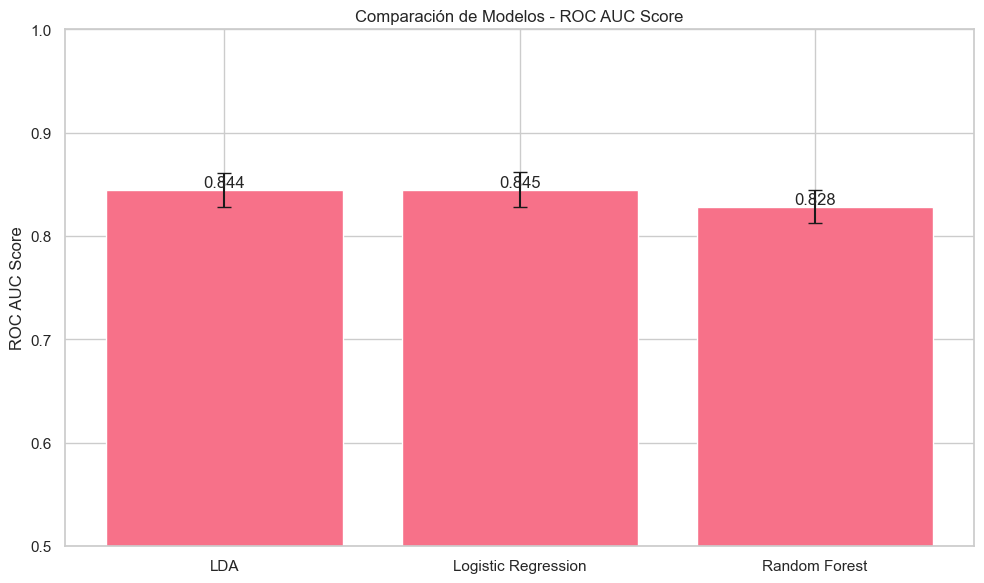 Comparación de Modelos - ROC AUC Score
ROC AUC Score
1.0
0.9
0.8
0.7
0.6
0.5
0.844
0.845
0.828
LDA
Logistic Regression
Random Forest